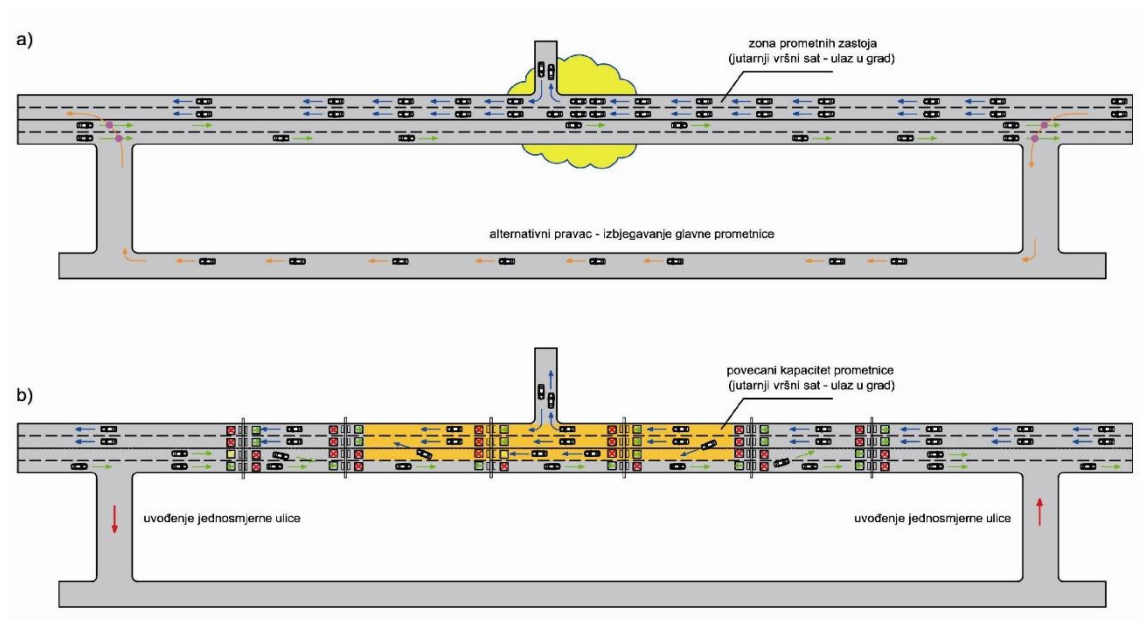 a)
zona prometnih zastoja
(jutarnji vršni sat - ulaz u grad)
alternativni pravac - izbjegavanje glavne prometnice
b)
povecani kapacitet prometnice
(jutarnji vršni sat - ulaz u grad)
uvođenje jednosmjerne ulice
uvođenje jednosmjerne ulice